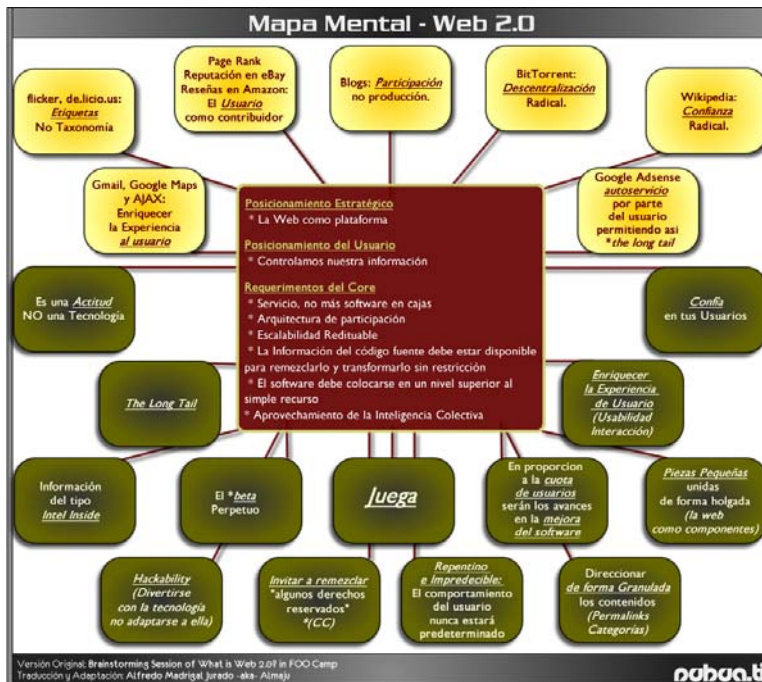 Mapa Mental - Web 2.0
flicker, de.licio.us:
Etiquetas
No Taxonomía
Page Rank
Reputación en eBay
Reseñas en Amazon:
El Usuario
como contribuidor
Blogs: Participación
no producción.
BitTorrent:
Descentralización
Radical.
Wikipedia:
Confianza
Radical.
Gmail, Google Maps
y AJAX:
Enriquecer
la Experiencia
al usuario
Google Adsense
autoservicio
por parte
del usuario
permitiendo asi
*the long tail
Posicionamiento Estratégico
* La Web como plataforma
Posicionamiento del Usuario
* Controlamos nuestra información
Requerimentos del Core
* Servicio, no más software en cajas
* Arquitectura de participación
* Escalabilidad Redituable
* La Información del código fuente debe estar disponible
para remezclarlo y transformarlo sin restricción
* El software debe colocarse en un nivel superior al
simple recurso
* Aprovechamiento de la Inteligencia Colectiva
Es una Actitud
NO una Tecnología
Confía
en tus Usuarios
The Long Tail
Enriquecer
la Experiencia
de Usuario
(Usabilidad
Interacción)
Información
del tipo
Intel Inside
El *beta
Perpetuo
Juega
En proporcion
a la cuota
de usuarios
serán los avances
en la mejora
del software
Piezas Pequeñas
unidas
de forma holgada
(la web
como componentes)
Hackability
(Divertirse
con la tecnología
no adaptarse a ella)
Invitar a remezclar
"algunos derechos
reservados"
*(CC)
Repentino
e Impredecible:
El comportamiento
del usuario
nunca estará
predeterminado
Direccionar
de forma Granulada
los contenidos
(Permalinks
Categorías)
Versión Original: Brainstorming Session of What is Web 2.0? in FOO Camp
Traducción y Adaptación: Alfredo Madrigal Jurado -aka- Almaju